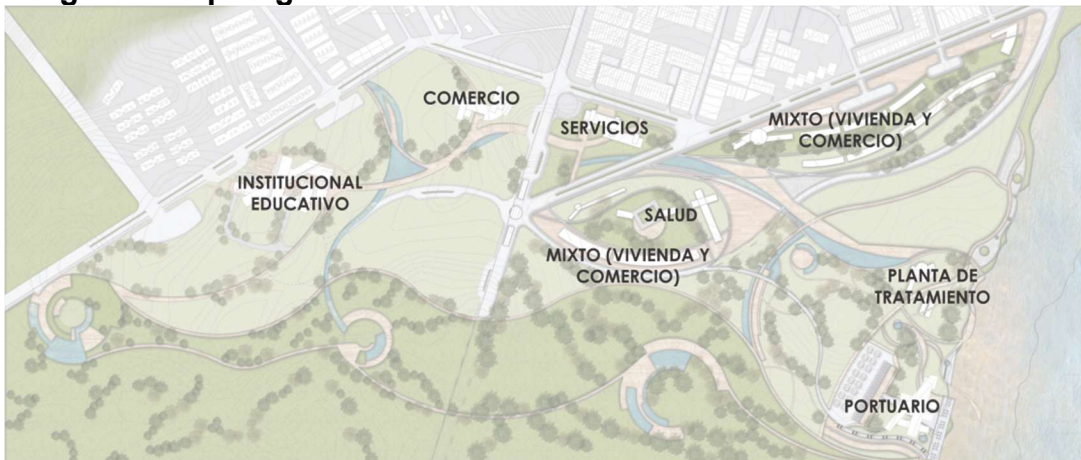 COMERCIO
SERVICIOS
MIXTO (VIVIENDA Y
COMERCIO)
INSTITUCIONAL
EDUCATIVO
SALUD
MIXTO (VIVIENDA Y
COMERCIO)
PLANTA DE
TRATAMIENTO
PORTUARIO